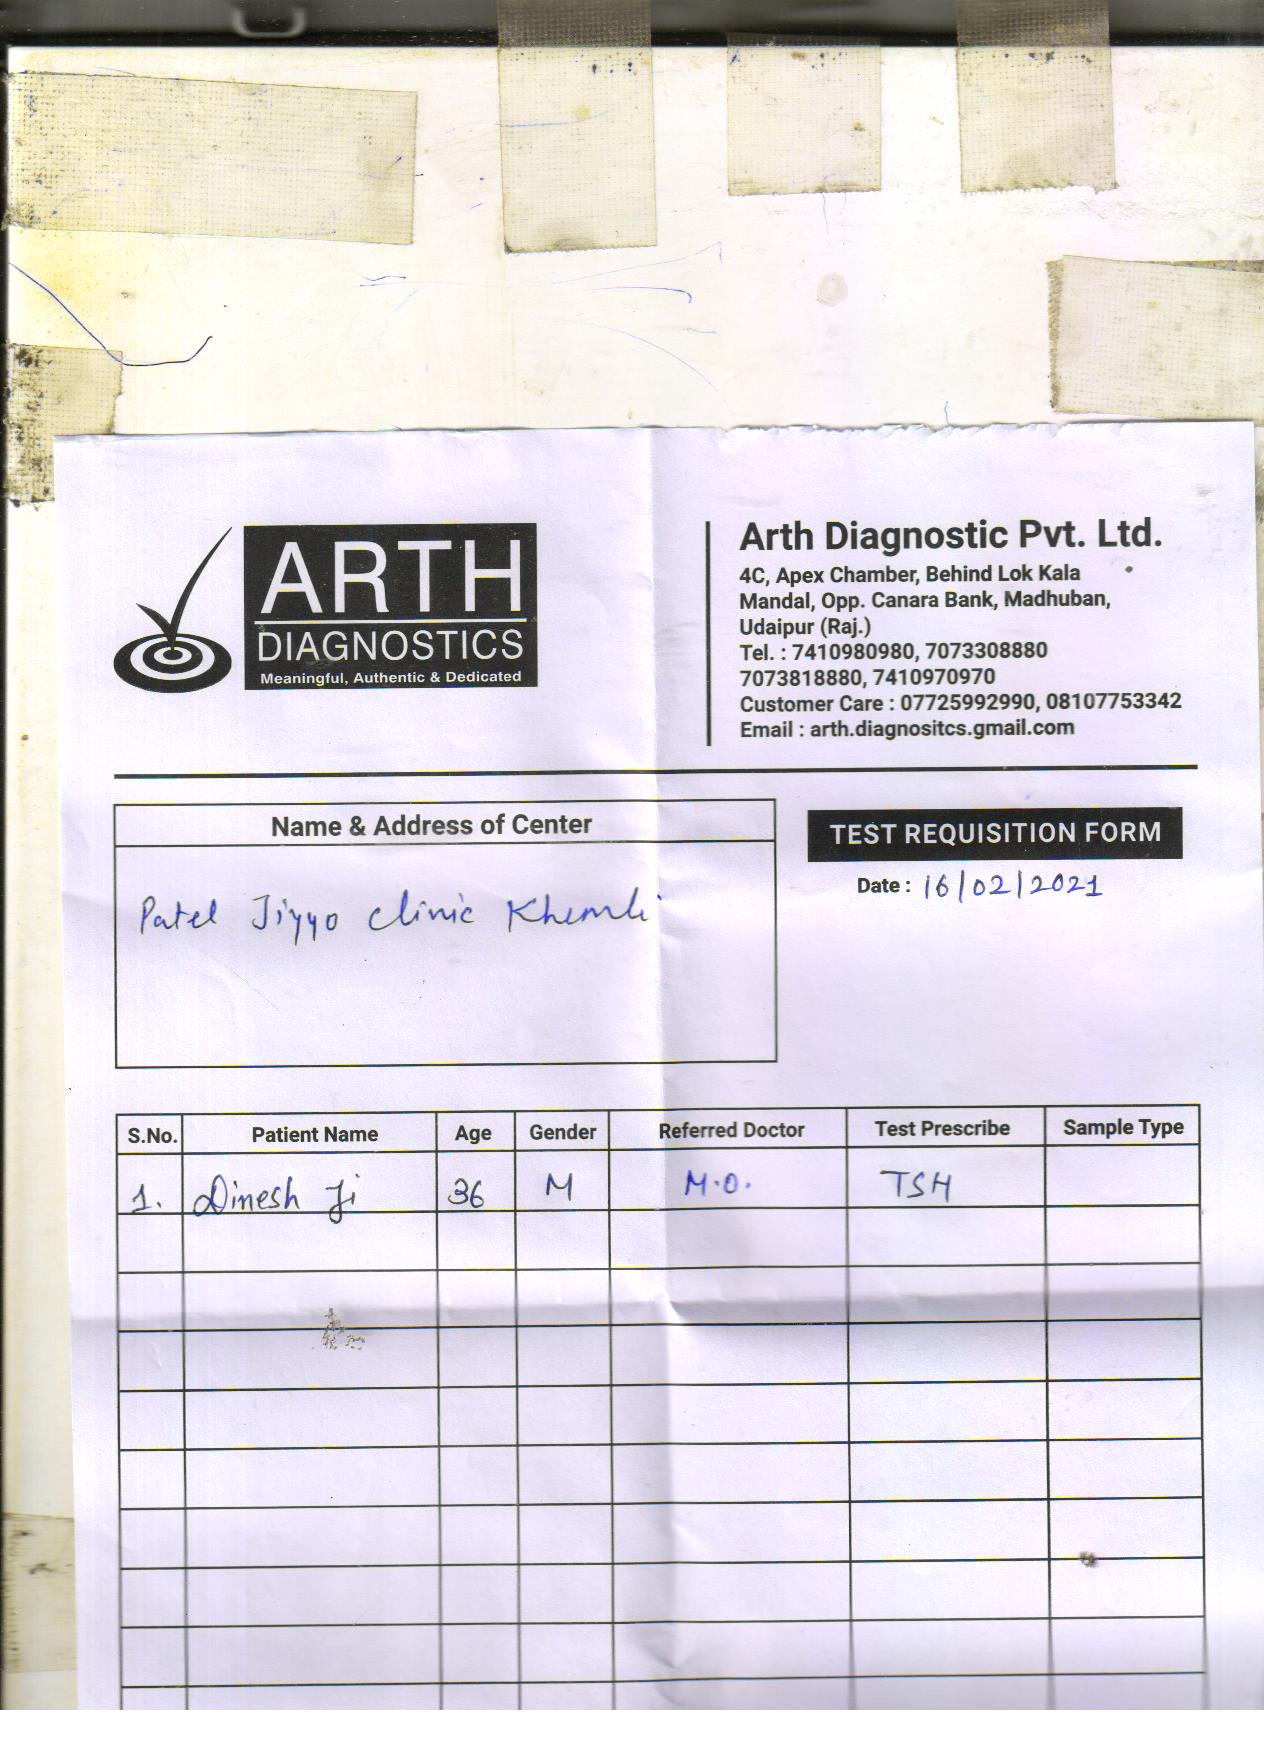 ARTH
DIAGNOSTICS
Meaningful, Authentic & Dedicated
Arth Diagnostic Pvt. Ltd.
4C, Apex Chamber, Behind Lok Kala
Mandal, Opp. Canara Bank, Madhuban,
Udaipur (Raj.)
Tel. : 7410980980, 7073308880
7073818880, 7410970970
Customer Care : 07725992990, 08107753342
Email : arth.diagnositcs.gmail.com
Name & Address of Center
Patel Jiyyo Clinic Khemli
TEST REQUISITION FORM
Date : 16/02/2021
S.No. Patient Name Age Gender Referred Doctor Test Prescribe Sample Type
1. Dinesh Ji 36 M M.O. TSH